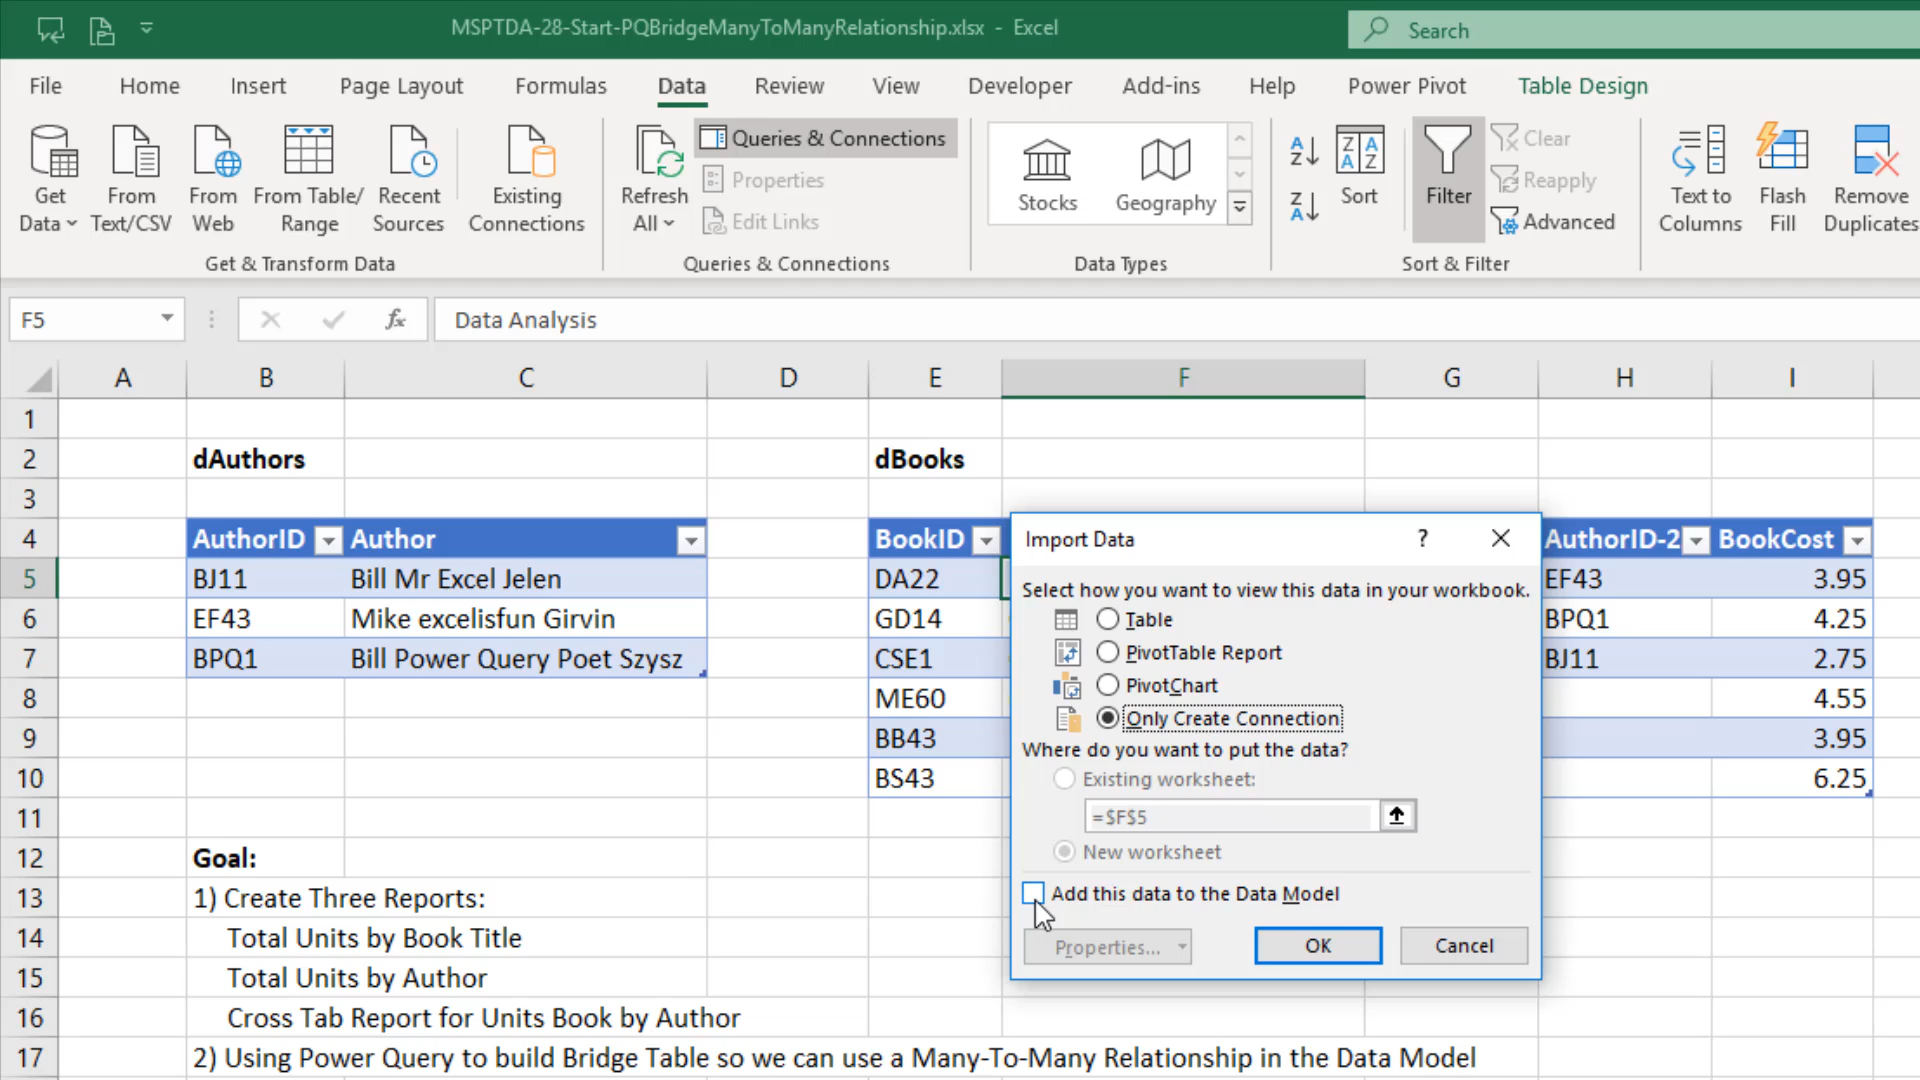 MSPTDA-28-Start-PQBridgeManyToManyRelationship.xlsx - Excel
Search
File Home Insert Page Layout Formulas Data Review View Developer Add-ins Help Power Pivot Table Design
Get Data
From Text/CSV
From Web
From Table/ Range
Recent Sources
Existing Connections
Get & Transform Data
Refresh All
Queries & Connections
Properties
Edit Links
Queries & Connections
Stocks
Geography
Data Types
Sort
Filter
Clear
Reapply
Advanced
Sort & Filter
Text to Columns
Flash Fill
Remove Duplicates
F5
fx
Data Analysis
A B C D E F G H I
1
2 dAuthors dBooks
3
4 AuthorID Author BookID AuthorID-2 BookCost
5 BJ11 Bill Mr Excel Jelen DA22 EF43 3.95
6 EF43 Mike excelisfun Girvin GD14 BPQ1 4.25
7 BPQ1 Bill Power Query Poet Szysz CSE1 BJ11 2.75
8 ME60 4.55
9 BB43 3.95
10 BS43 6.25
11
12 Goal:
13 1) Create Three Reports:
14 Total Units by Book Title
15 Total Units by Author
16 Cross Tab Report for Units Book by Author
17 2) Using Power Query to build Bridge Table so we can use a Many-To-Many Relationship in the Data Model
Import Data ?
Select how you want to view this data in your workbook.
Table
PivotTable Report
PivotChart
Only Create Connection
Where do you want to put the data?
Existing worksheet:
=$F$5
New worksheet
Add this data to the Data Model
Properties... OK Cancel